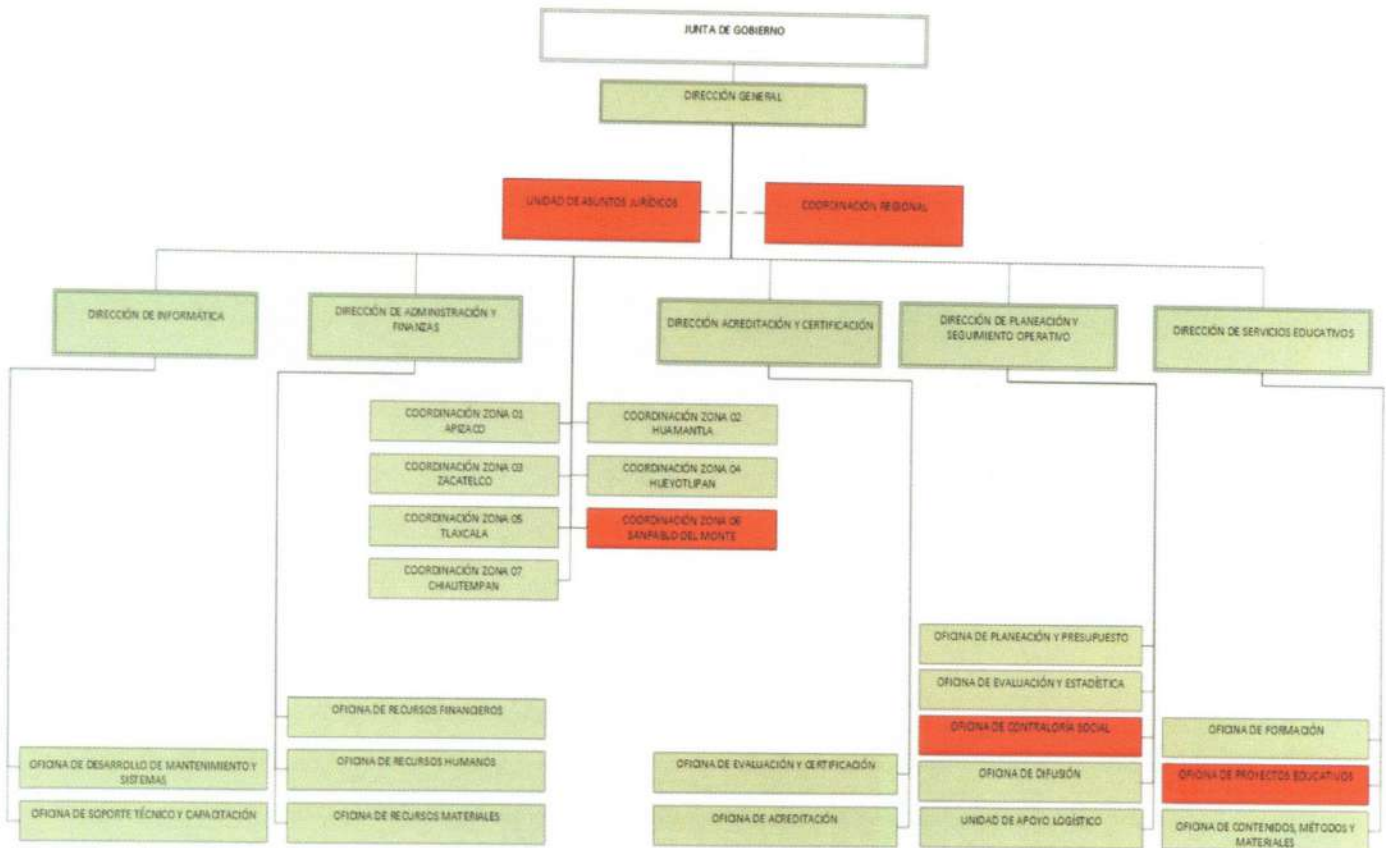 JUNTA DE GOBIERNO
DIRECCIÓN GENERAL
UNIDAD DE ASUNTOS JURÍDICOS
COORDINACIÓN REGIONAL
DIRECCIÓN DE INFORMÁTICA
DIRECCIÓN DE ADMINISTRACIÓN Y
FINANZAS
DIRECCIÓN ACREDITACIÓN Y CERTIFICACIÓN
DIRECCIÓN DE PLANEACIÓN Y
SEGUIMIENTO OPERATIVO
DIRECCIÓN DE SERVICIOS EDUCATIVOS
COORDINACIÓN ZONA 01
APIZACO
COORDINACIÓN ZONA 02
HUAMANTLA
COORDINACIÓN ZONA 03
ZACATELCO
COORDINACIÓN ZONA 04
HUEYOTLIPAN
COORDINACIÓN ZONA 05
TLAXCALA
COORDINACIÓN ZONA 06
SANPABLO DEL MONTE
COORDINACIÓN ZONA 07
CHIAUTEMPAN
OFICINA DE DESARROLLO DE MANTENIMIENTO Y
SISTEMAS
OFICINA DE SOPORTE TÉCNICO Y CAPACITACIÓN
OFICINA DE RECURSOS FINANCIEROS
OFICINA DE RECURSOS HUMANOS
OFICINA DE RECURSOS MATERIALES
OFICINA DE EVALUACIÓN Y CERTIFICACIÓN
OFICINA DE ACREDITACIÓN
OFICINA DE PLANEACIÓN Y PRESUPUESTO
OFICINA DE EVALUACIÓN Y ESTADÍSTICA
OFICINA DE CONTRALORÍA SOCIAL
OFICINA DE DIFUSIÓN
UNIDAD DE APOYO LOGÍSTICO
OFICINA DE FORMACIÓN
OFICINA DE PROYECTOS EDUCATIVOS
OFICINA DE CONTENIDOS, MÉTODOS Y
MATERIALES